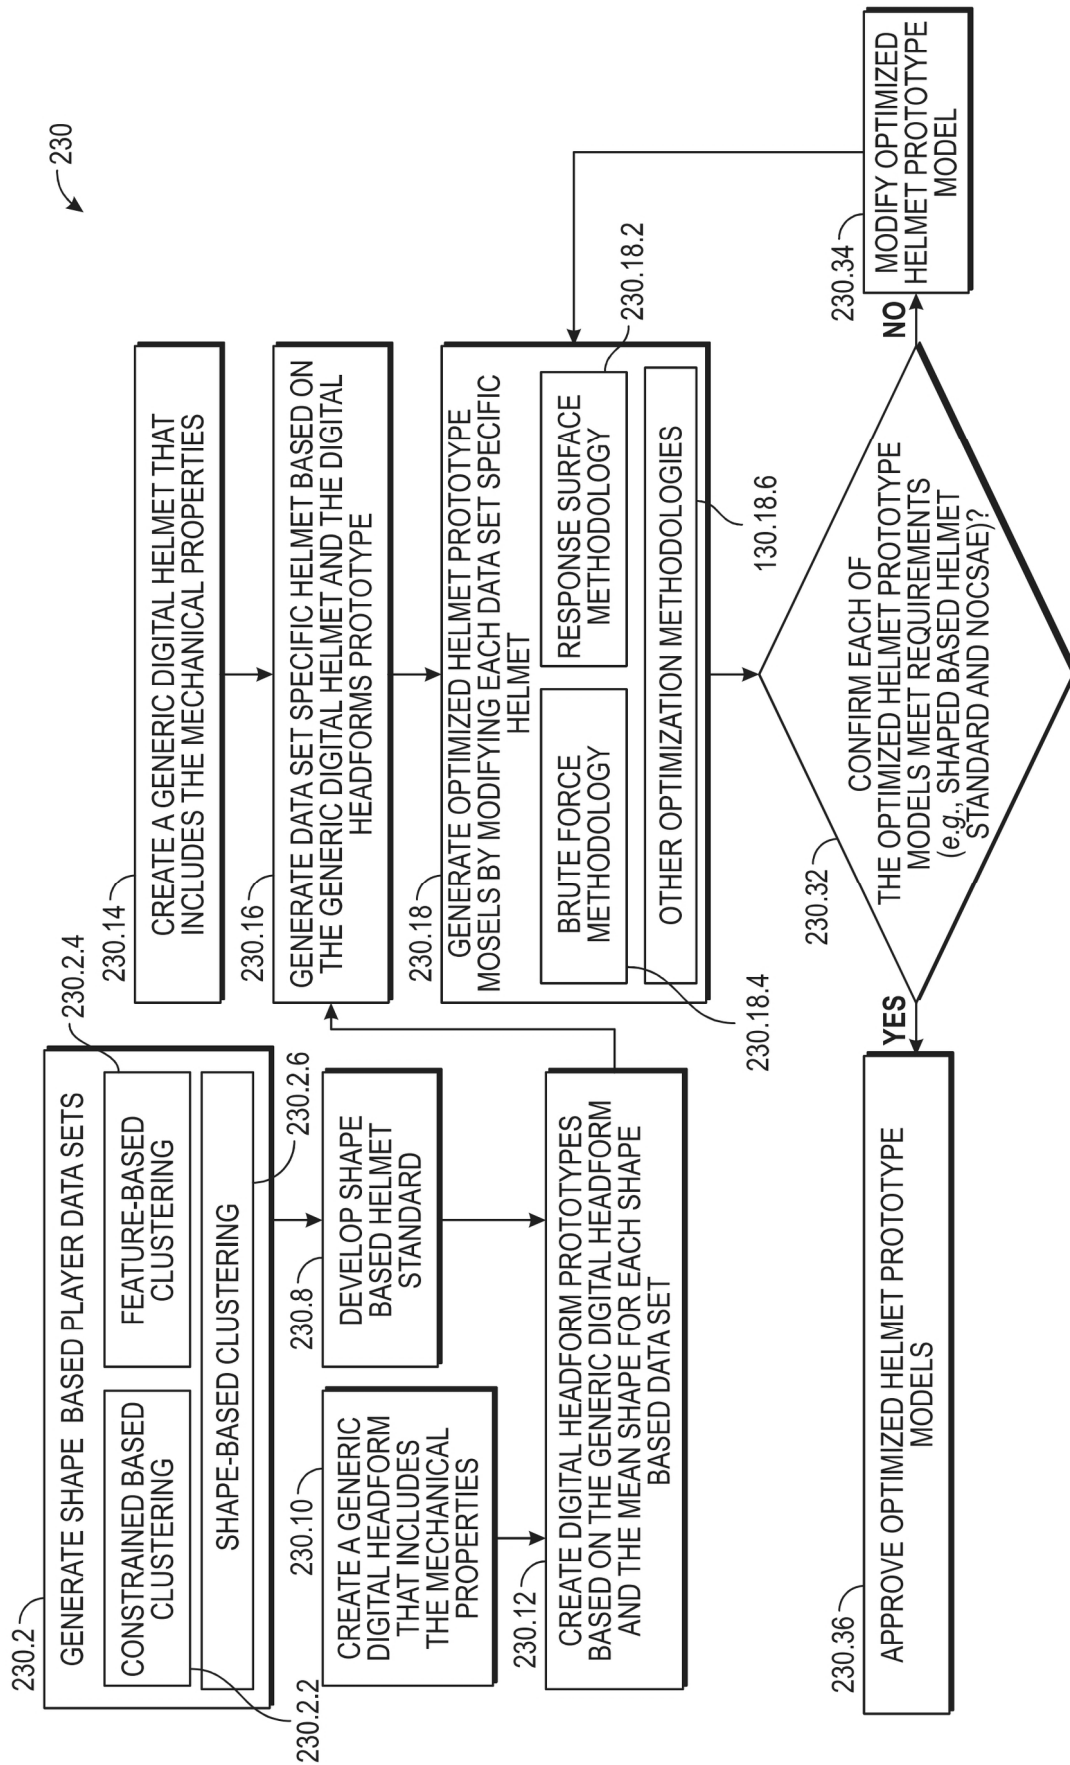 230
230.2
GENERATE SHAPE BASED PLAYER DATA SETS
CONSTRAINED BASED
CLUSTERING
230.2.2
FEATURE-BASED
CLUSTERING
230.2.4
SHAPE-BASED CLUSTERING
230.2.6
230.10
CREATE A GENERIC
DIGITAL HEADFORM
THAT INCLUDES
THE MECHANICAL
PROPERTIES
230.8
DEVELOP SHAPE
BASED HELMET
STANDARD
230.12
CREATE DIGITAL HEADFORM PROTOTYPES
BASED ON THE GENERIC DIGITAL HEADFORM
AND THE MEAN SHAPE FOR EACH SHAPE
BASED DATA SET
230.14
CREATE A GENERIC DIGITAL HELMET THAT
INCLUDES THE MECHANICAL PROPERTIES
230.16
GENERATE DATA SET SPECIFIC HELMET BASED ON
THE GENERIC DIGITAL HELMET AND THE DIGITAL
HEADFORMS PROTOTYPE
230.18
GENERATE OPTIMIZED HELMET PROTOTYPE
MOSELS BY MODIFYING EACH DATA SET SPECIFIC
HELMET
BRUTE FORCE
METHODOLOGY
230.18.4
RESPONSE SURFACE
METHODOLOGY
230.18.2
OTHER OPTIMIZATION METHODOLOGIES
130.18.6
230.32
CONFIRM EACH OF
THE OPTIMIZED HELMET PROTOTYPE
MODELS MEET REQUIREMENTS
(e.g., SHAPED BASED HELMET
STANDARD AND NOCSAE)?
YES
NO
230.34
MODIFY OPTIMIZED
HELMET PROTOTYPE
MODEL
230.36
APPROVE OPTIMIZED HELMET PROTOTYPE
MODELS